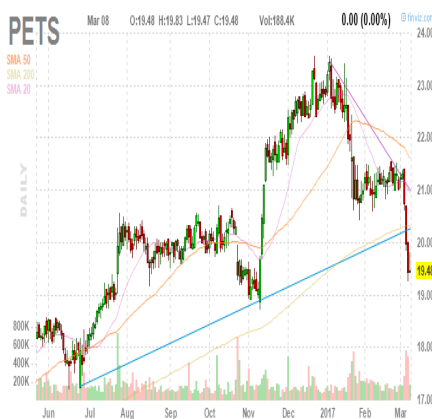 PETS
Mar 08 O:19.48 H:19.83 L:19.47 C:19.48 Vol:188.4K 0.00 (0.00%) © finviz.com
SMA 50
SMA 200
SMA 20
DAILY
24.00
23.00
22.00
21.00
20.00
19.48
19.00
18.00
17.00
800K
600K
400K
200K
Jun Jul Aug Sep Oct Nov Dec 2017 Feb Mar